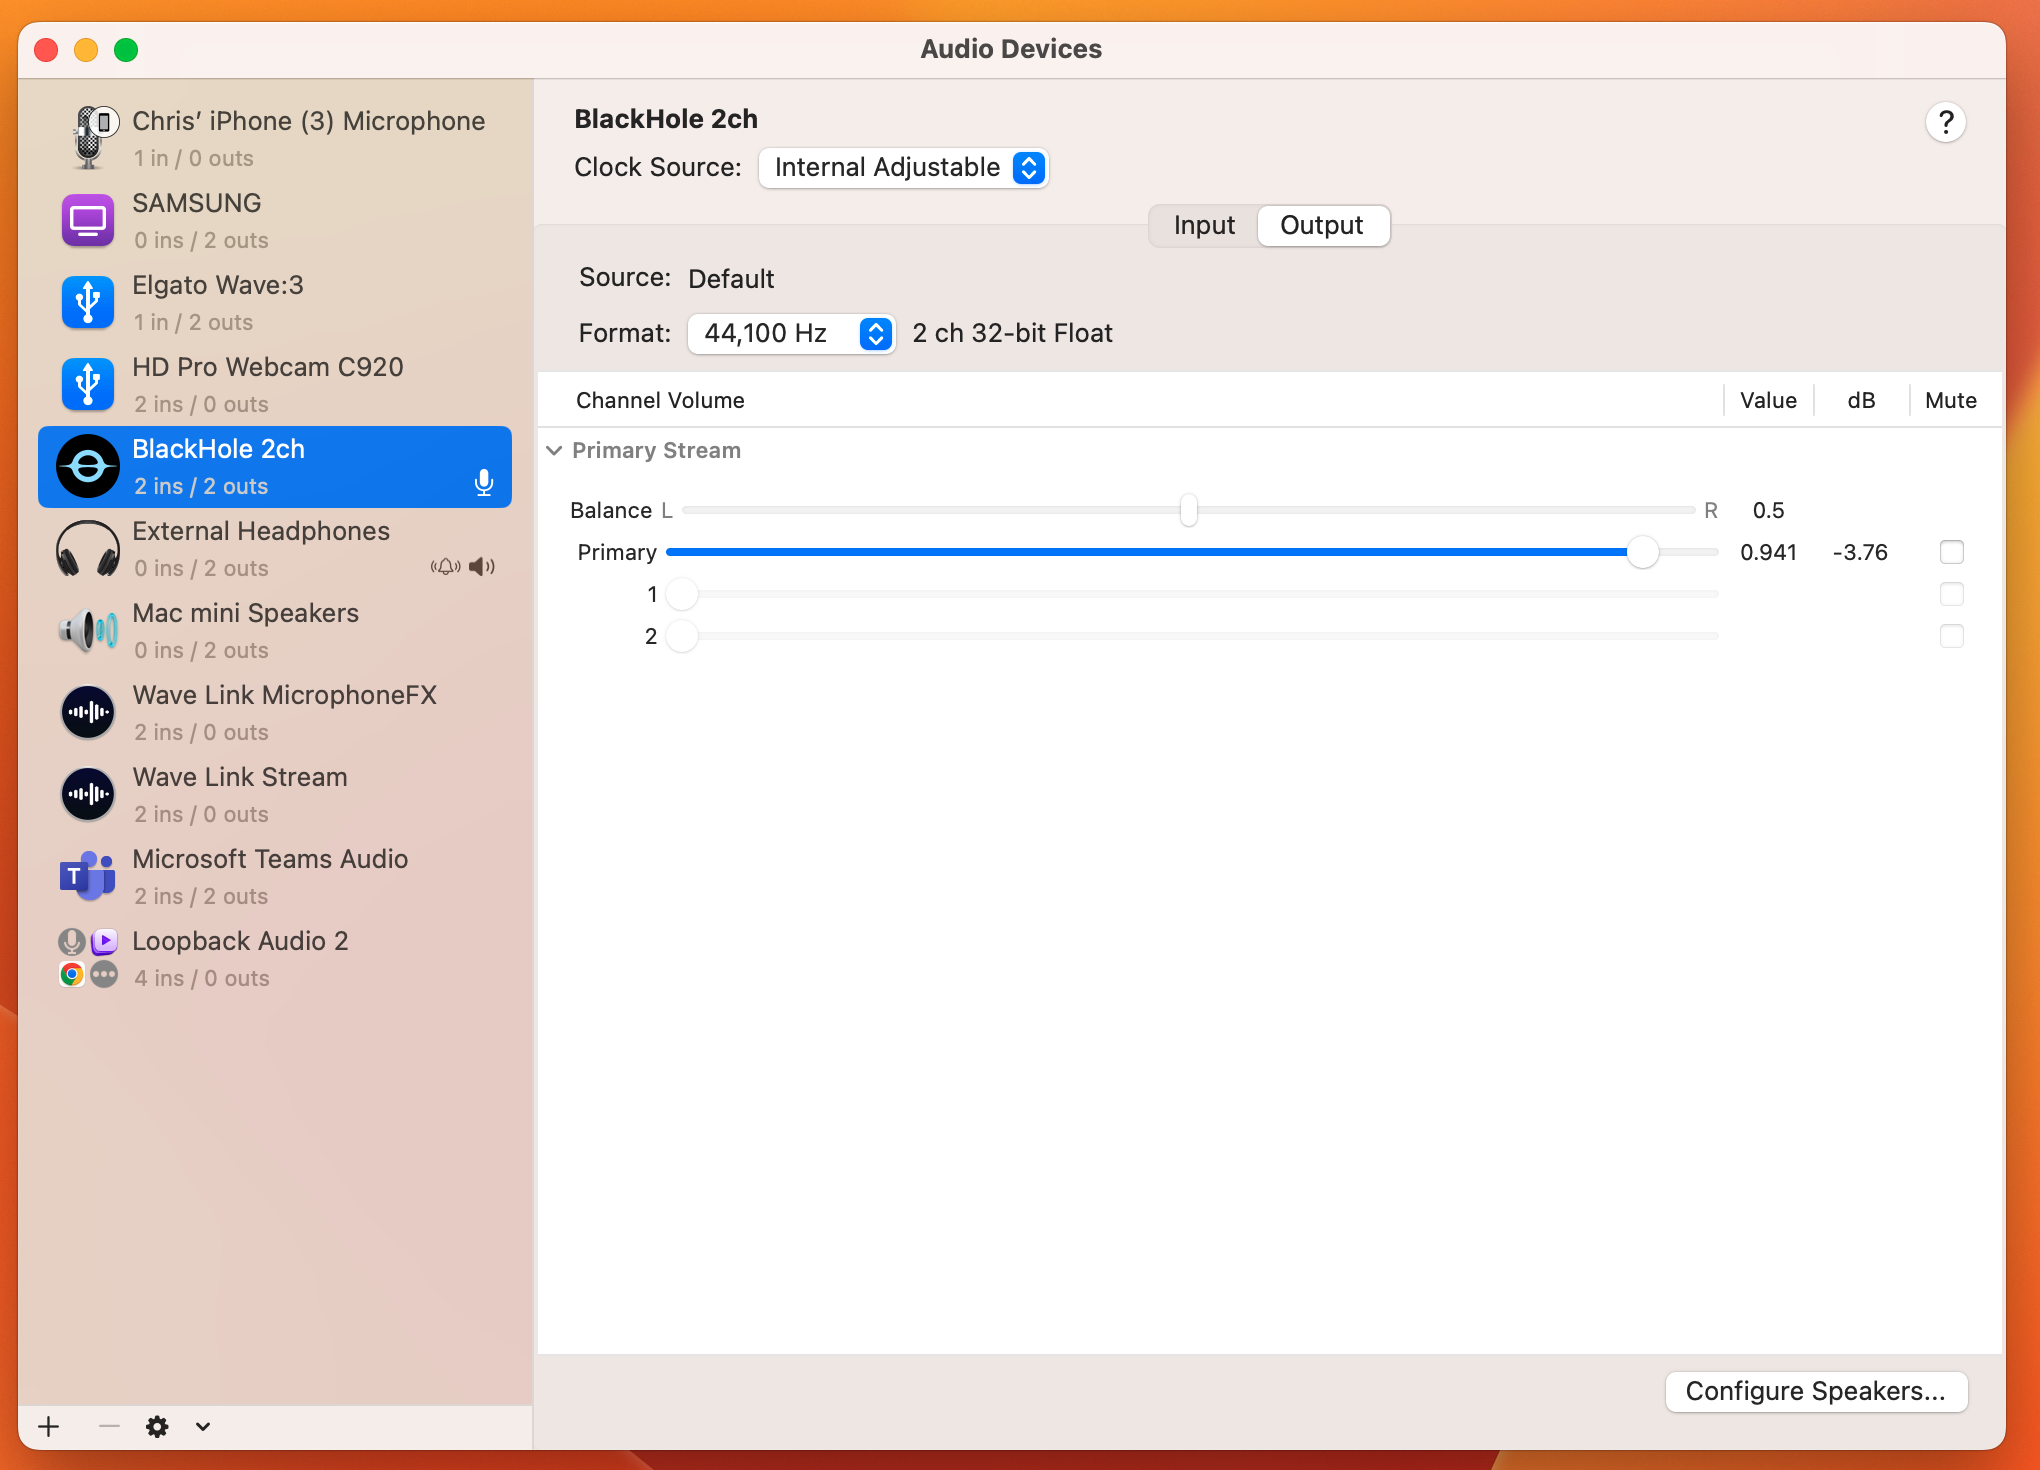 Audio Devices
Chris’ iPhone (3) Microphone
1 in / 0 outs
SAMSUNG
0 ins / 2 outs
Elgato Wave:3
1 in / 2 outs
HD Pro Webcam C920
2 ins / 0 outs
BlackHole 2ch
2 ins / 2 outs
External Headphones
0 ins / 2 outs
Mac mini Speakers
0 ins / 2 outs
Wave Link MicrophoneFX
2 ins / 0 outs
Wave Link Stream
2 ins / 0 outs
T
Microsoft Teams Audio
2 ins / 2 outs
Loopback Audio 2
4 ins / 0 outs
BlackHole 2ch
?
Clock Source: Internal Adjustable
Input Output
Source: Default
Format: 44,100 Hz 2 ch 32-bit Float
Channel Volume Value dB Mute
Primary Stream
Balance L R 0.5
Primary 0.941 -3.76
1
2
Configure Speakers...